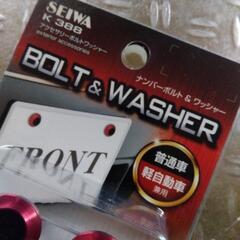 SEIWA
K 388
アクセサリーボルトワッシャー
exterior accessories
BOLT & WASHER
ナンバーボルト & ワッシャー
FRONT
普通車
軽自動車
兼用